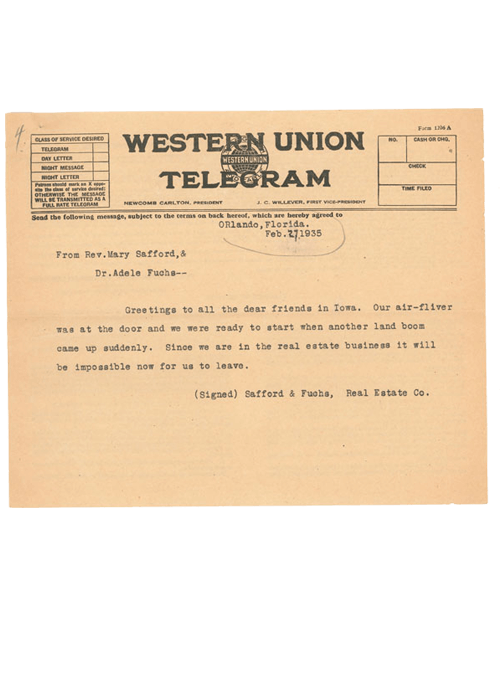 4
Form 1206 A
CLASS OF SERVICE DESIRED
TELEGRAM
DAY LETTER
NIGHT MESSAGE
NIGHT LETTER
Patrons should mark an X opposite the class of service desired;
OTHERWISE THE MESSAGE
WILL BE TRANSMITTED AS A
FULL RATE TELEGRAM
WESTERN UNION
WESTERN UNION
TELEGRAM
NEWCOMB CARLTON, PRESIDENT J. C. WILLEVER, FIRST VICE-PRESIDENT
NO. CASH OR CHG.
CHECK
TIME FILED
Send the following message, subject to the terms on back hereof, which are hereby agreed to
ORlando, Florida.
Feb. 27, 1935
From Rev. Mary Safford, &
Dr. Adele Fuchs--
Greetings to all the dear friends in Iowa. Our air-fliver
was at the door and we were ready to start when another land boom
came up suddenly. Since we are in the real estate business it will
be impossible now for us to leave.
(Signed) Safford & Fuchs, Real Estate Co.